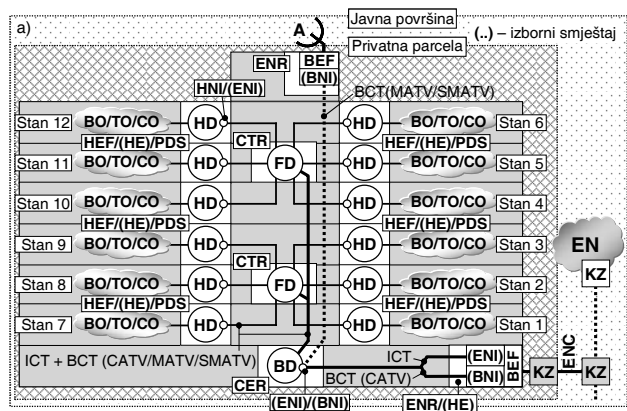 a)
A
Javna površina
Privatna parcela
(..) – izborni smještaj
ENR
BEF
(BNI)
HNI/(ENI)
BCT(MATV/SMATV)
Stan 12 BO/TO/CO HD HD BO/TO/CO Stan 6
HEF/(HE)/PDS CTR HEF/(HE)/PDS
Stan 11 BO/TO/CO HD FD HD BO/TO/CO Stan 5
Stan 10 BO/TO/CO HD HD BO/TO/CO Stan 4
HEF/(HE)/PDS HEF/(HE)/PDS
Stan 9 BO/TO/CO HD HD BO/TO/CO Stan 3
CTR
Stan 8 BO/TO/CO HD FD HD BO/TO/CO Stan 2
HEF/(HE)/PDS HEF/(HE)/PDS
Stan 7 BO/TO/CO HD HD BO/TO/CO Stan 1
EN
KZ
ICT + BCT (CATV/MATV/SMATV)
BD
CER
(ENI)/(BNI)
ICT
BCT (CATV)
(ENI)
(BNI)
BEF
ENR/(HE)
KZ
ENC
KZ